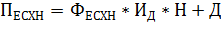 П_ЕСХН = Ф_ЕСХН * И_Д * Н + Д